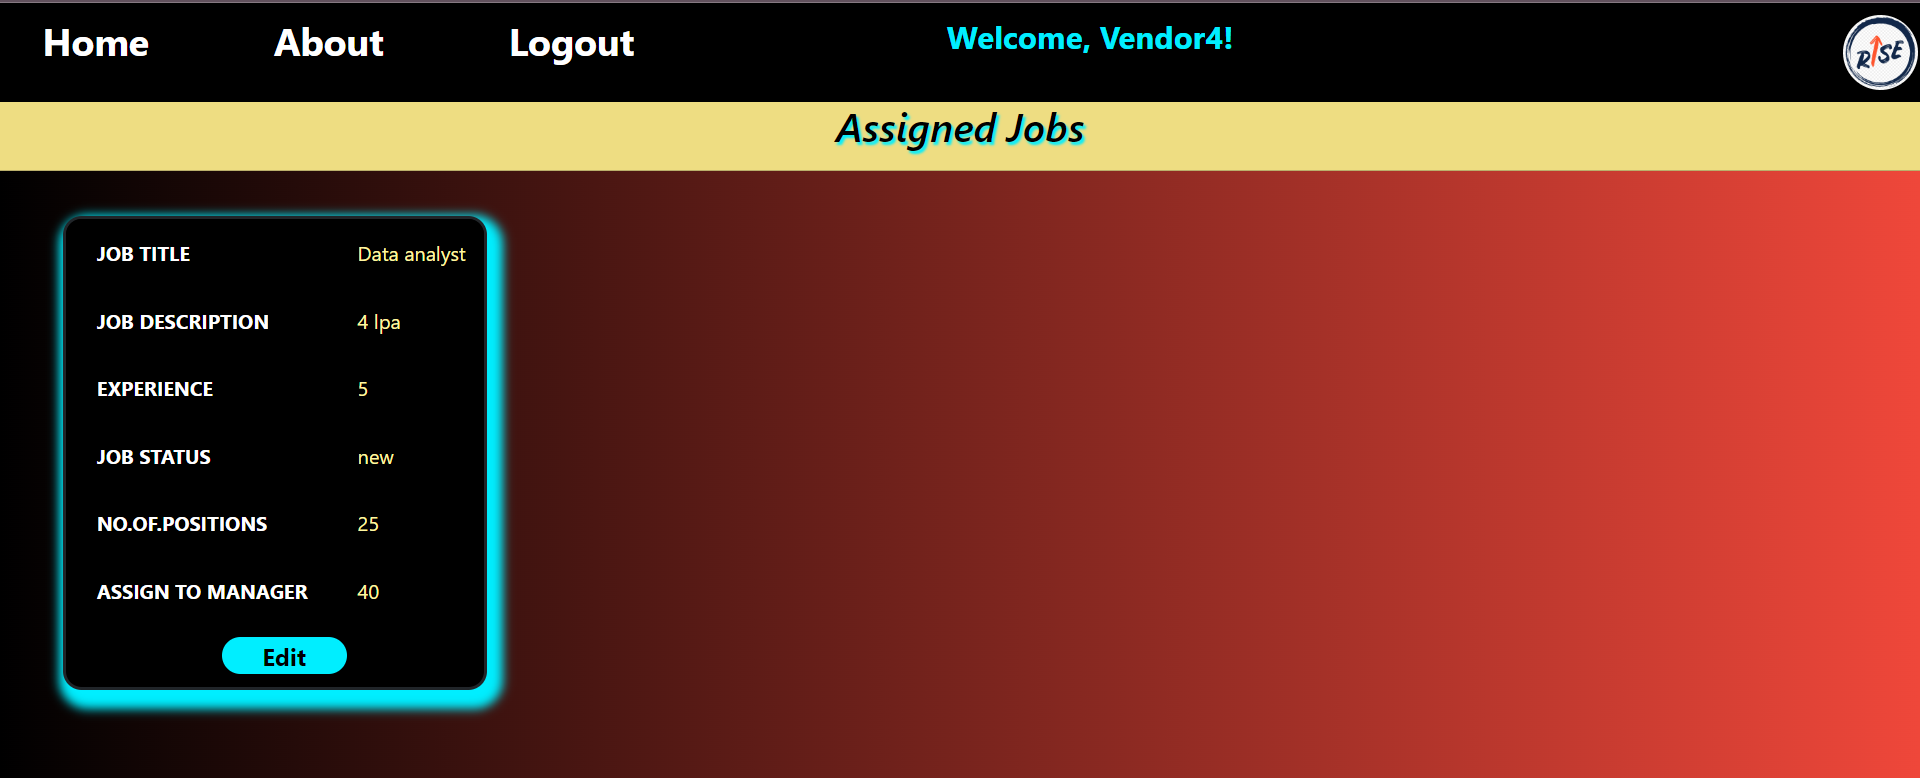 Home About Logout Welcome, Vendor4! RISE
Assigned Jobs
JOB TITLE Data analyst
JOB DESCRIPTION 4 lpa
EXPERIENCE 5
JOB STATUS new
NO.OF.POSITIONS 25
ASSIGN TO MANAGER 40
Edit